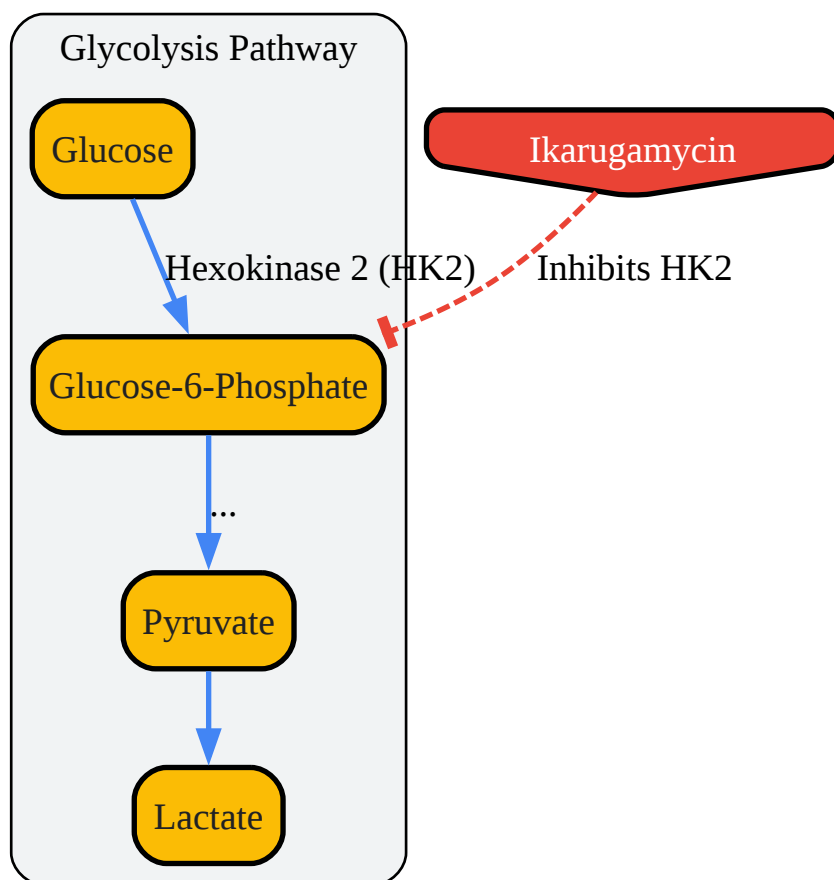 Glycolysis Pathway
Glucose
Ikarugamycin
Hexokinase 2 (HK2)
Inhibits HK2
Glucose-6-Phosphate
...
Pyruvate
Lactate